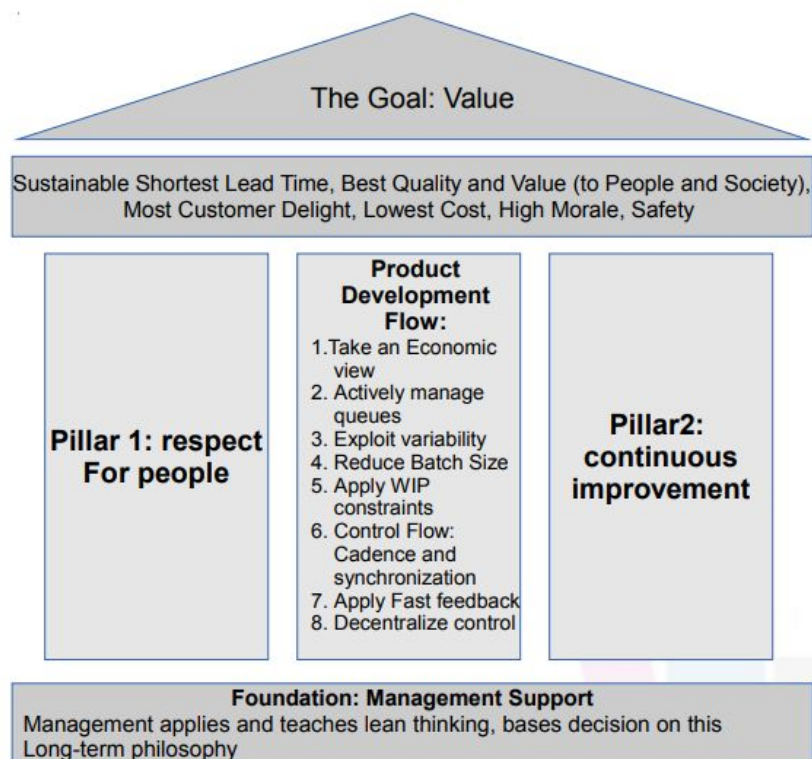 The Goal: Value
Sustainable Shortest Lead Time, Best Quality and Value (to People and Society),
Most Customer Delight, Lowest Cost, High Morale, Safety
Pillar 1: respect
For people
Product
Development
Flow:
1.Take an Economic
view
2. Actively manage
queues
3. Exploit variability
4. Reduce Batch Size
5. Apply WIP
constraints
6. Control Flow:
Cadence and
synchronization
7. Apply Fast feedback
8. Decentralize control
Pillar2:
continuous
improvement
Foundation: Management Support
Management applies and teaches lean thinking, bases decision on this
Long-term philosophy